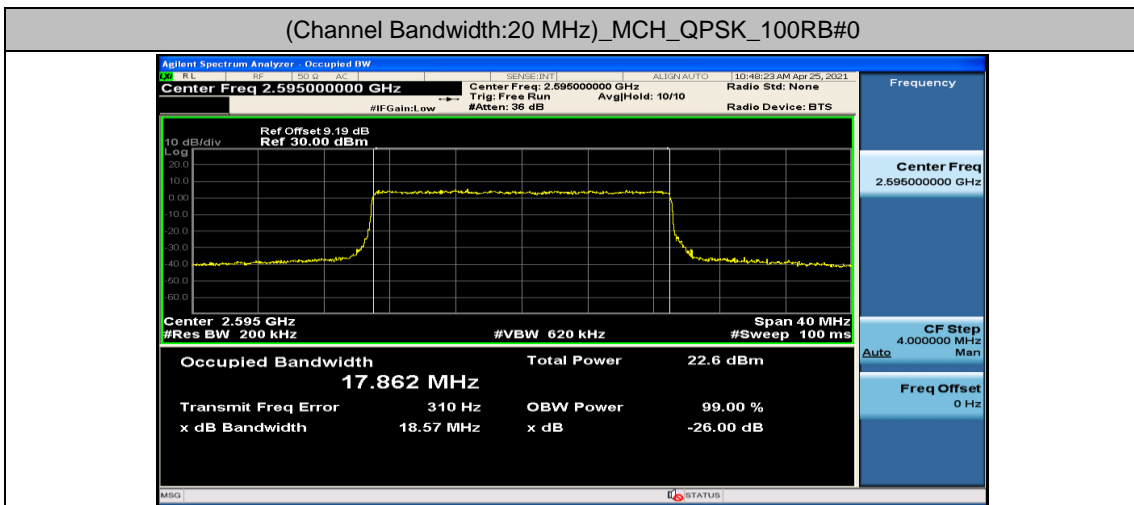 (Channel Bandwidth:20 MHz)_MCH_QPSK_100RB#0
Agilent Spectrum Analyzer - Occupied BW
LXI RL RF 50 Ω AC SENSE:INT ALIGN AUTO 10:48:23 AM Apr 25, 2021
Center Freq 2.595000000 GHz
Center Freq: 2.595000000 GHz
Radio Std: None
Trig: Free Run Avg|Hold: 10/10
#IFGain:Low #Atten: 36 dB
Radio Device: BTS
Ref Offset 9.19 dB
10 dB/div Ref 30.00 dBm
Log
20.0
10.0
0.00
-10.0
-20.0
-30.0
-40.0
-50.0
-60.0
Center 2.595 GHz Span 40 MHz
#Res BW 200 kHz #VBW 620 kHz #Sweep 100 ms
Occupied Bandwidth Total Power 22.6 dBm
17.862 MHz
Transmit Freq Error 310 Hz OBW Power 99.00 %
x dB Bandwidth 18.57 MHz x dB -26.00 dB
MSG STATUS
Frequency
Center Freq
2.595000000 GHz
CF Step
4.000000 MHz
Auto Man
Freq Offset
0 Hz